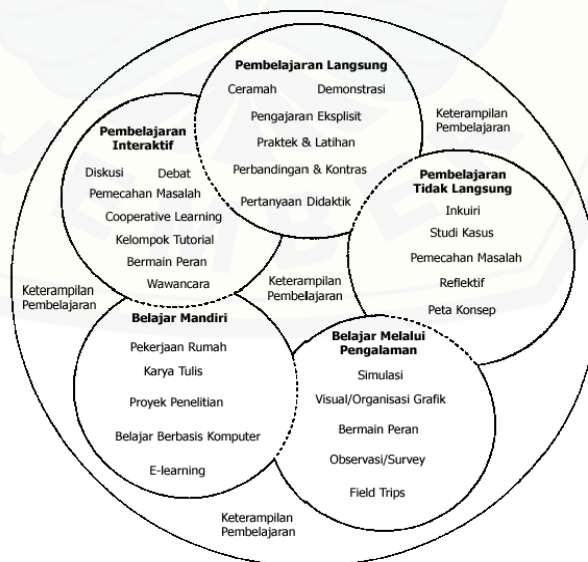 Pembelajaran Langsung
Ceramah Demonstrasi
Pengajaran Eksplisit
Praktek & Latihan
Perbandingan & Kontras
Pertanyaan Didaktik
Keterampilan
Pembelajaran
Pembelajaran
Interaktif
Diskusi Debat
Pemecahan Masalah
Cooperative Learning
Kelompok Tutorial
Bermain Peran
Wawancara
Pembelajaran
Tidak Langsung
Inkuiri
Studi Kasus
Pemecahan Masalah
Reflektif
Peta Konsep
Keterampilan
Pembelajaran
Keterampilan
Pembelajaran
Belajar Mandiri
Pekerjaan Rumah
Karya Tulis
Proyek Penelitian
Belajar Berbasis Komputer
E-learning
Belajar Melalui
Pengalaman
Simulasi
Visual/Organisasi Grafik
Bermain Peran
Observasi/Survey
Field Trips
Keterampilan
Pembelajaran